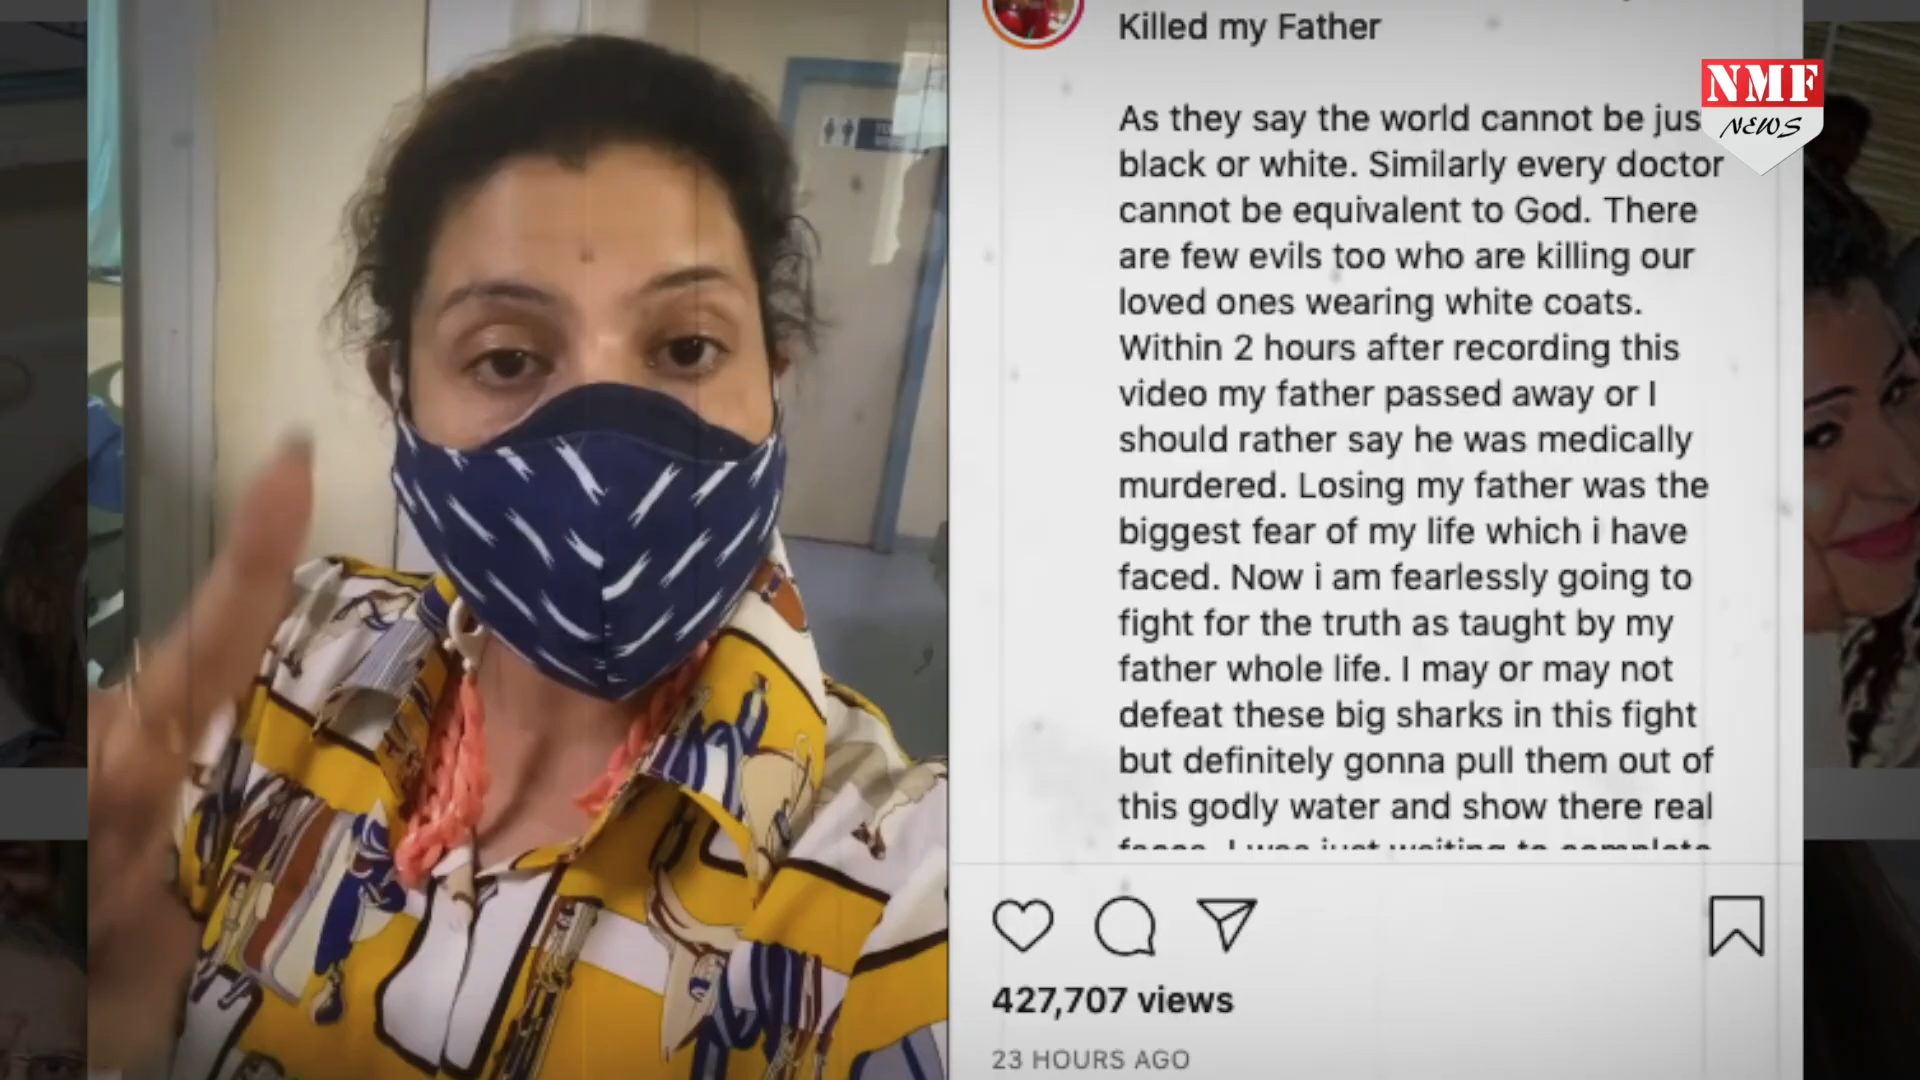 Killed my Father
NMF
NEWS
As they say the world cannot be jus
black or white. Similarly every doctor
cannot be equivalent to God. There
are few evils too who are killing our
loved ones wearing white coats.
Within 2 hours after recording this
video my father passed away or I
should rather say he was medically
murdered. Losing my father was the
biggest fear of my life which i have
faced. Now i am fearlessly going to
fight for the truth as taught by my
father whole life. I may or may not
defeat these big sharks in this fight
but definitely gonna pull them out of
this godly water and show there real
faces. I was just waiting to complete
427,707 views
23 HOURS AGO